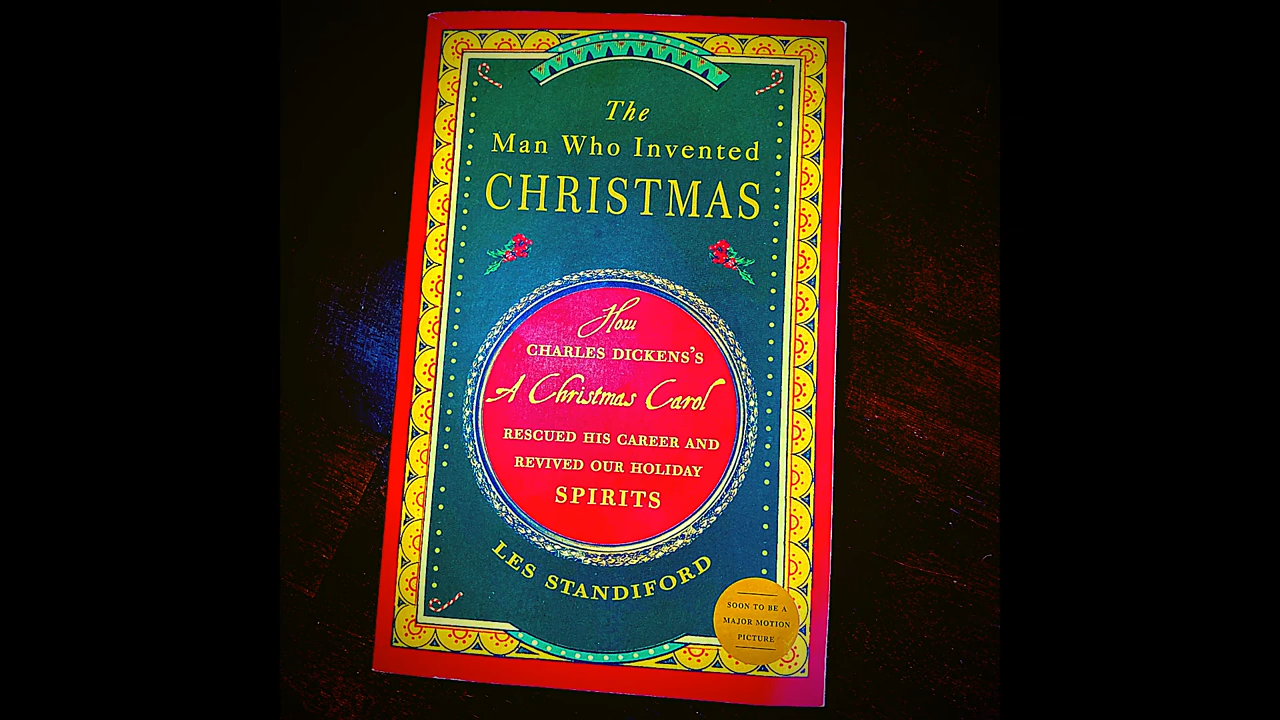 The
Man Who Invented
CHRISTMAS
How
CHARLES DICKENS'S
A Christmas Carol
RESCUED HIS CAREER AND
REVIVED OUR HOLIDAY
SPIRITS
LES STANDIFORD
SOON TO BE A
MAJOR MOTION
PICTURE